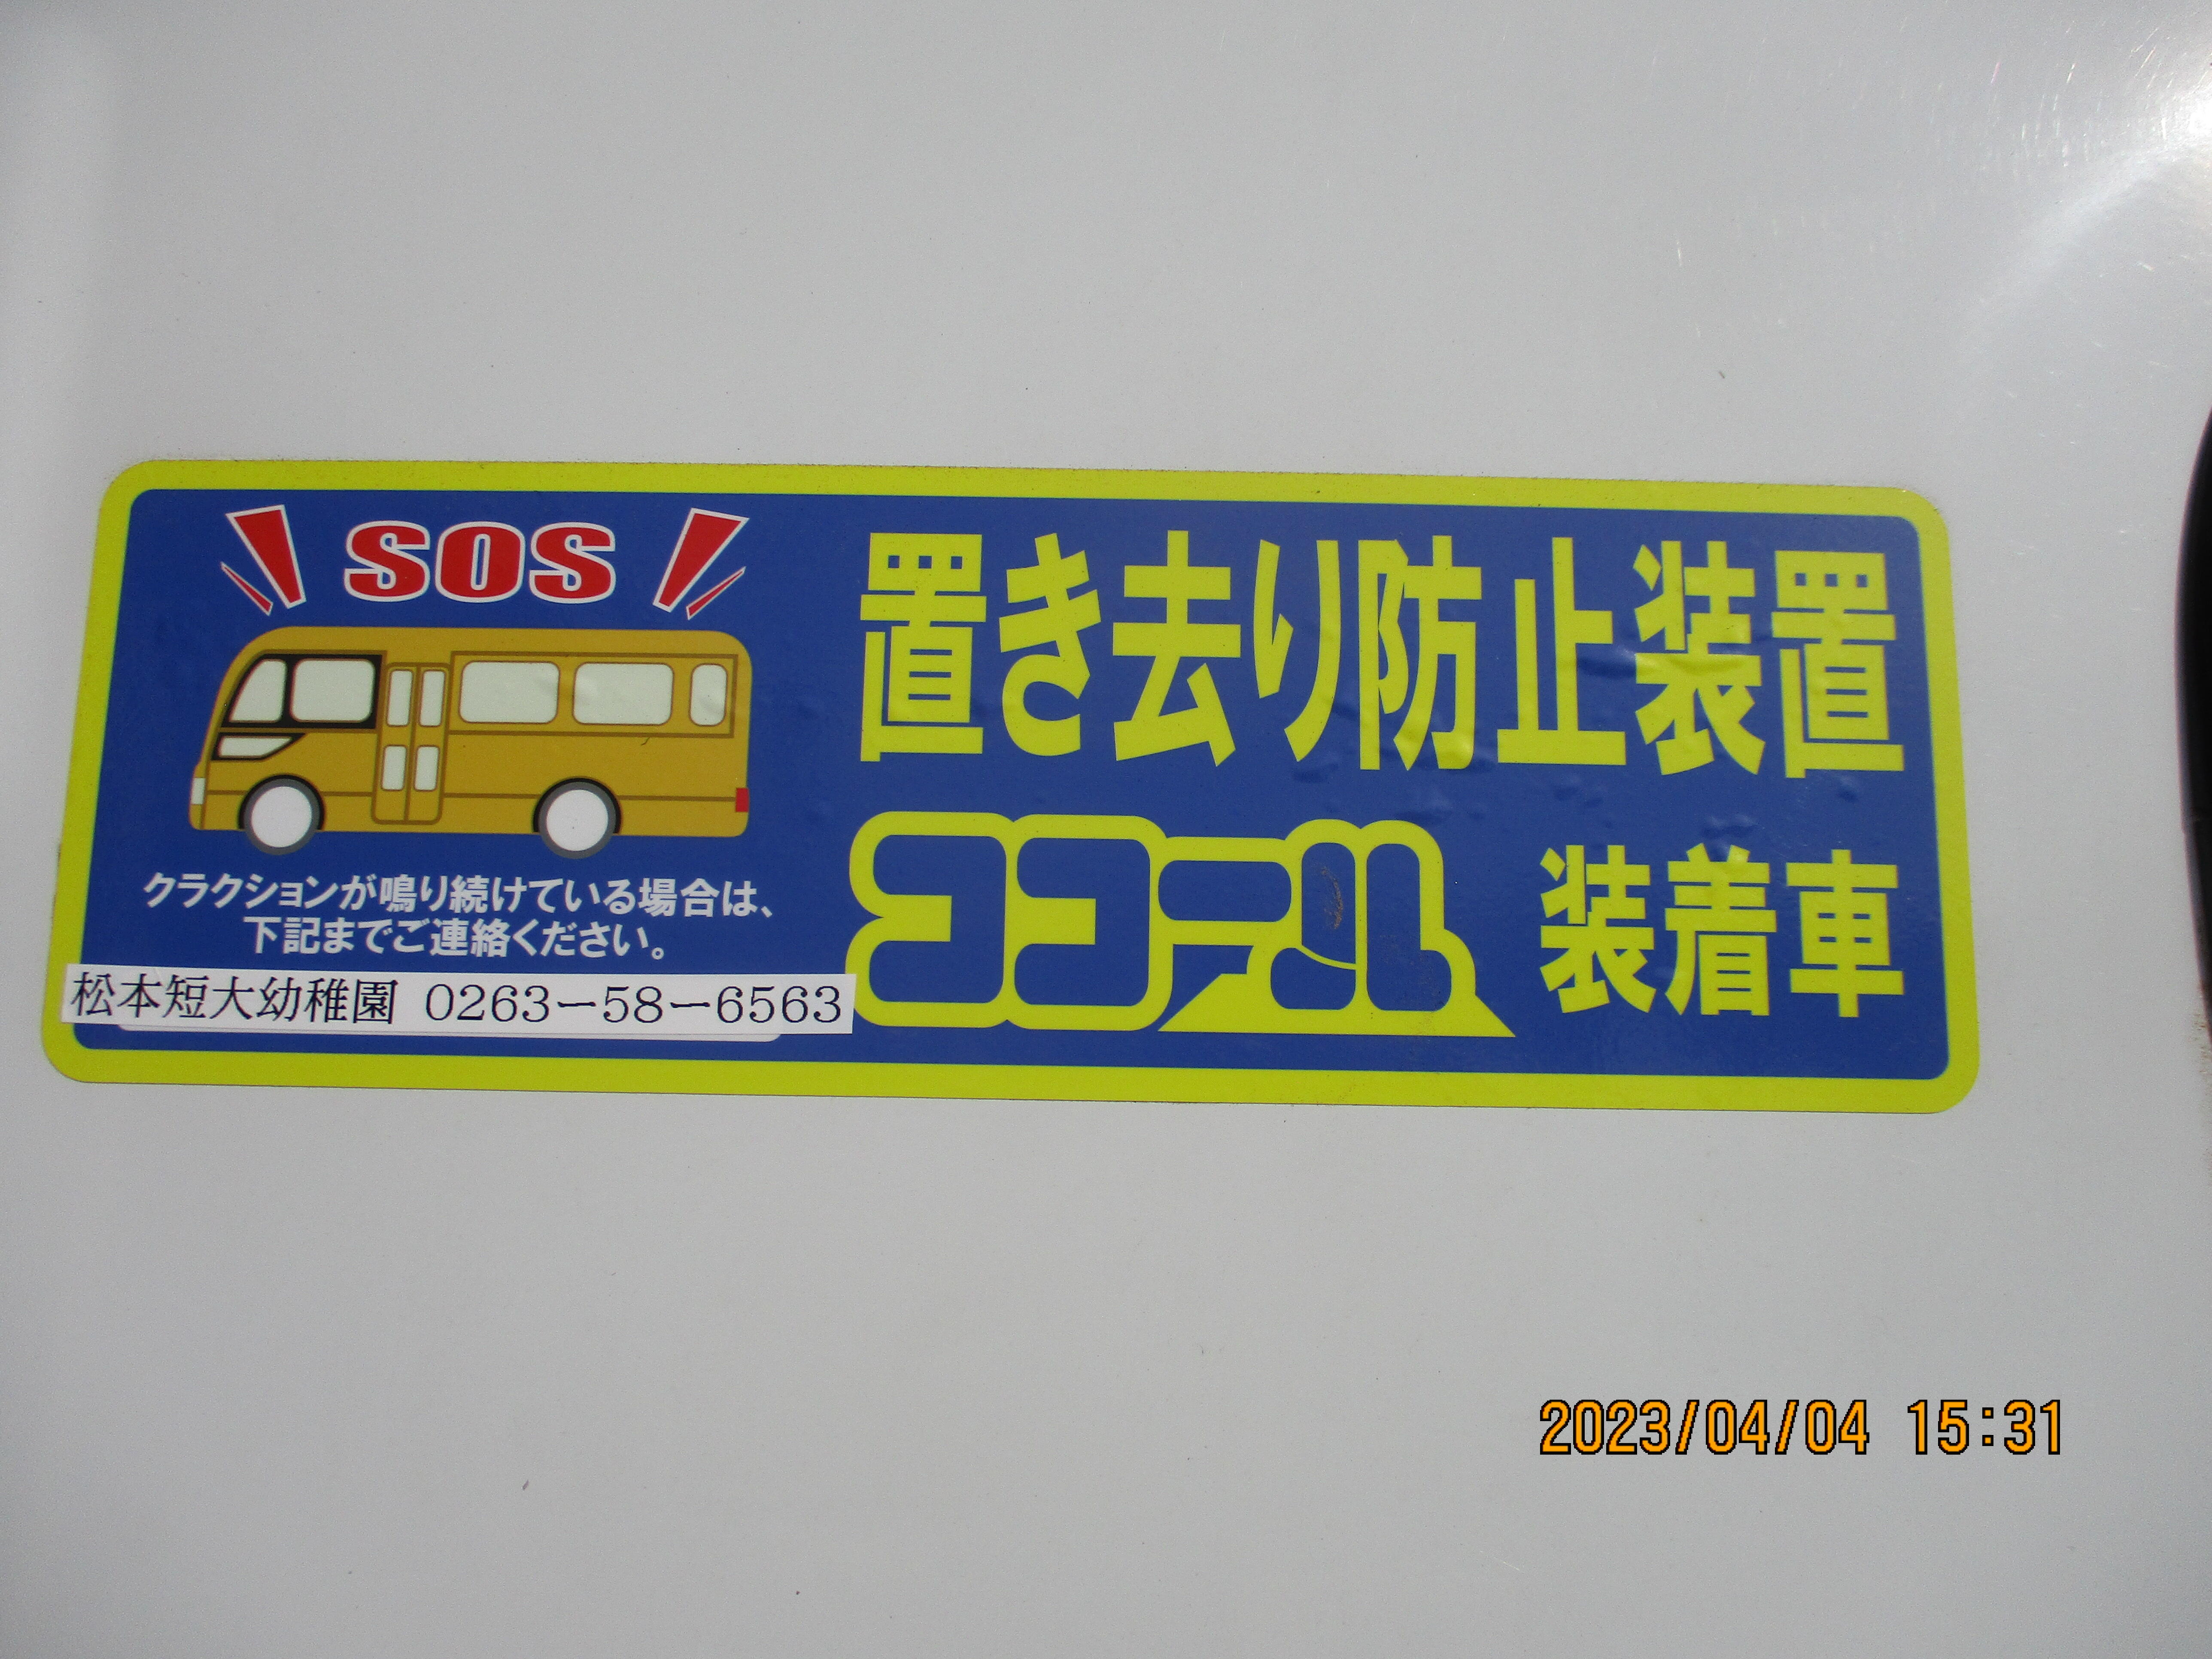 SOS
クラクションが鳴り続けている場合は、
下記までご連絡ください。
松本短大幼稚園 0263-58-6563
置き去り防止装置
ココニール 装着車
2023/04/04 15:31